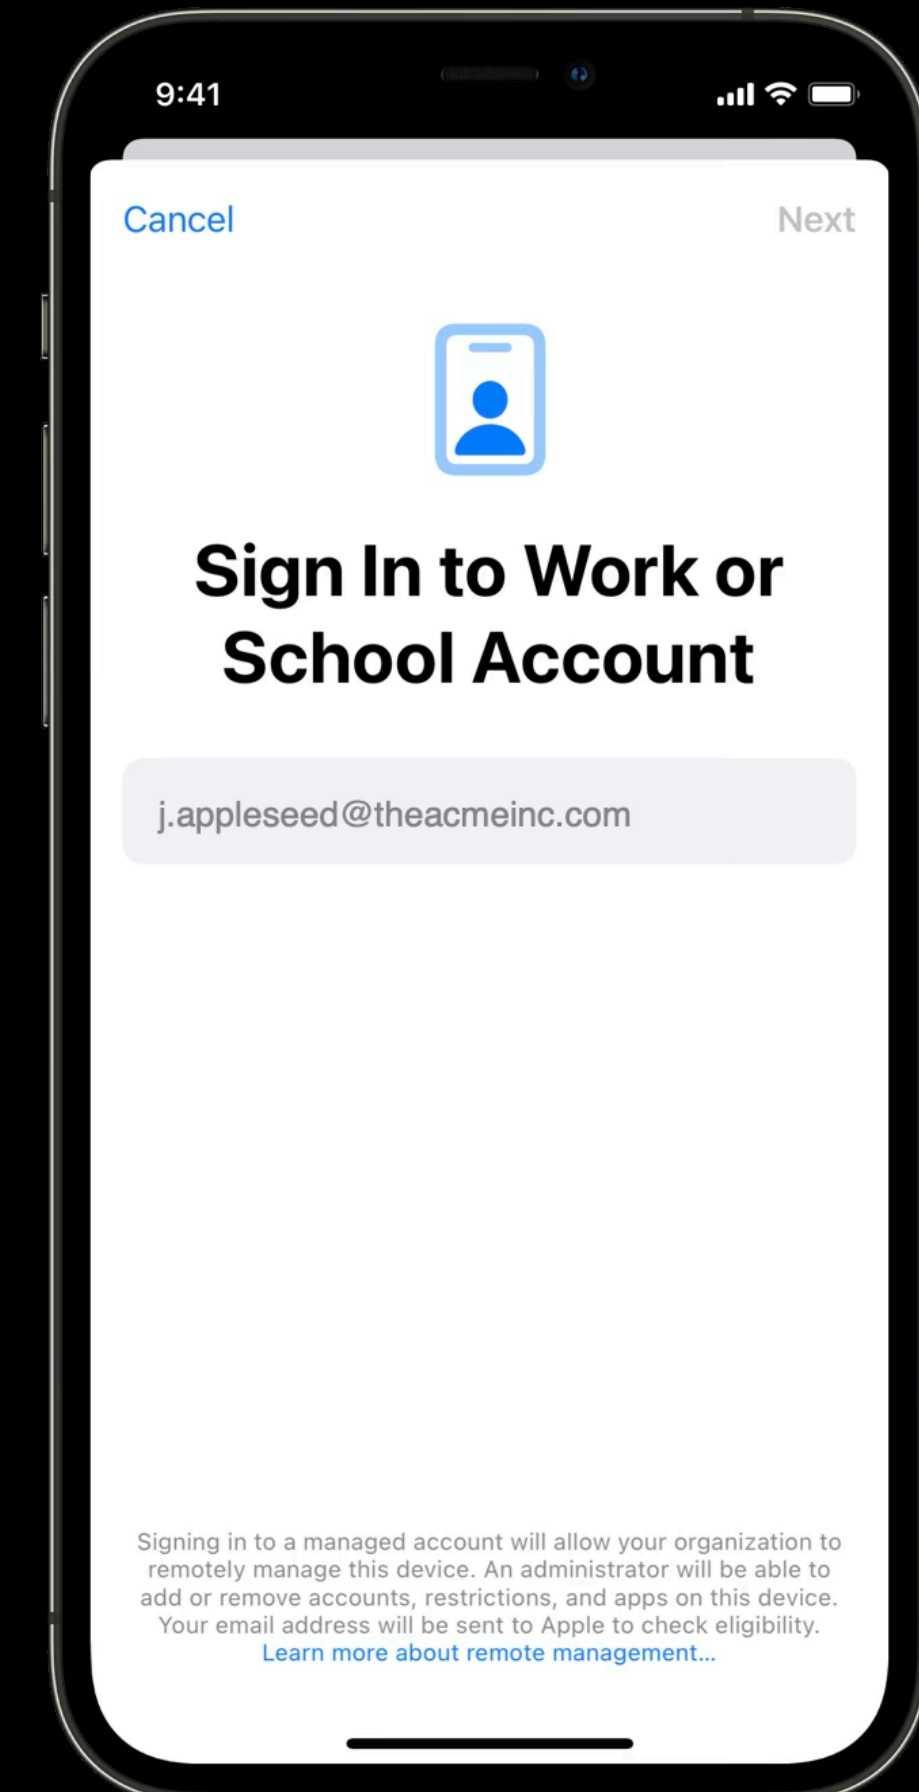 9:41
Cancel
Next
Sign In to Work or
School Account
j.appleseed@theacmeinc.com
Signing in to a managed account will allow your organization to
remotely manage this device. An administrator will be able to
add or remove accounts, restrictions, and apps on this device.
Your email address will be sent to Apple to check eligibility.
Learn more about remote management...